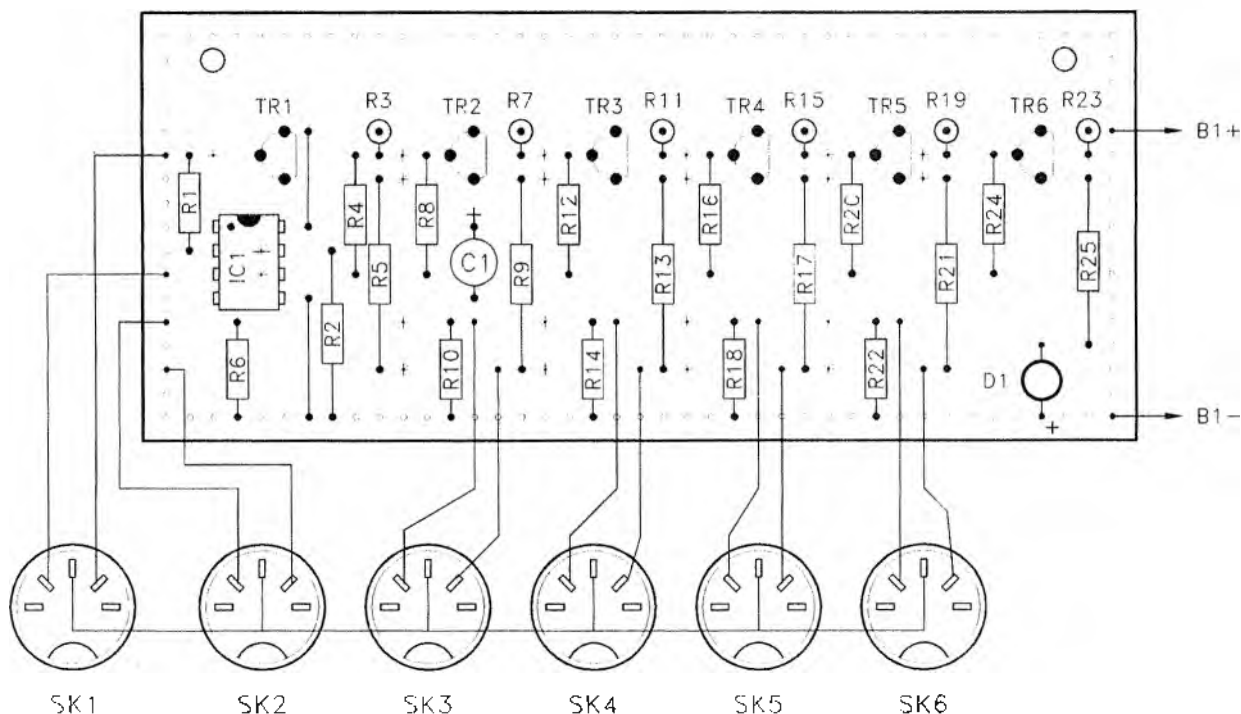 TR1 R3 TR2 R7 TR3 R11 TR4 R15 TR5 R19 TR6 R23
B1+
R1 R4 R8 R12 R16 R20 R24
IC1 R5 + C1 R9 R13 R17 R21 R25
R2
R6 R10 R14 R18 R22 D1
+
B1-
SK1 SK2 SK3 SK4 SK5 SK6